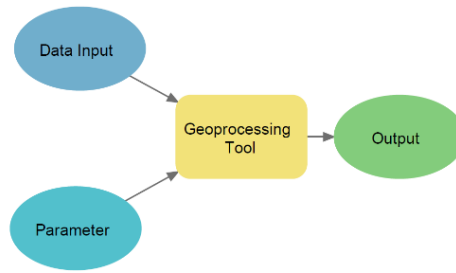 Data Input
Geoprocessing
Tool
Output
Parameter